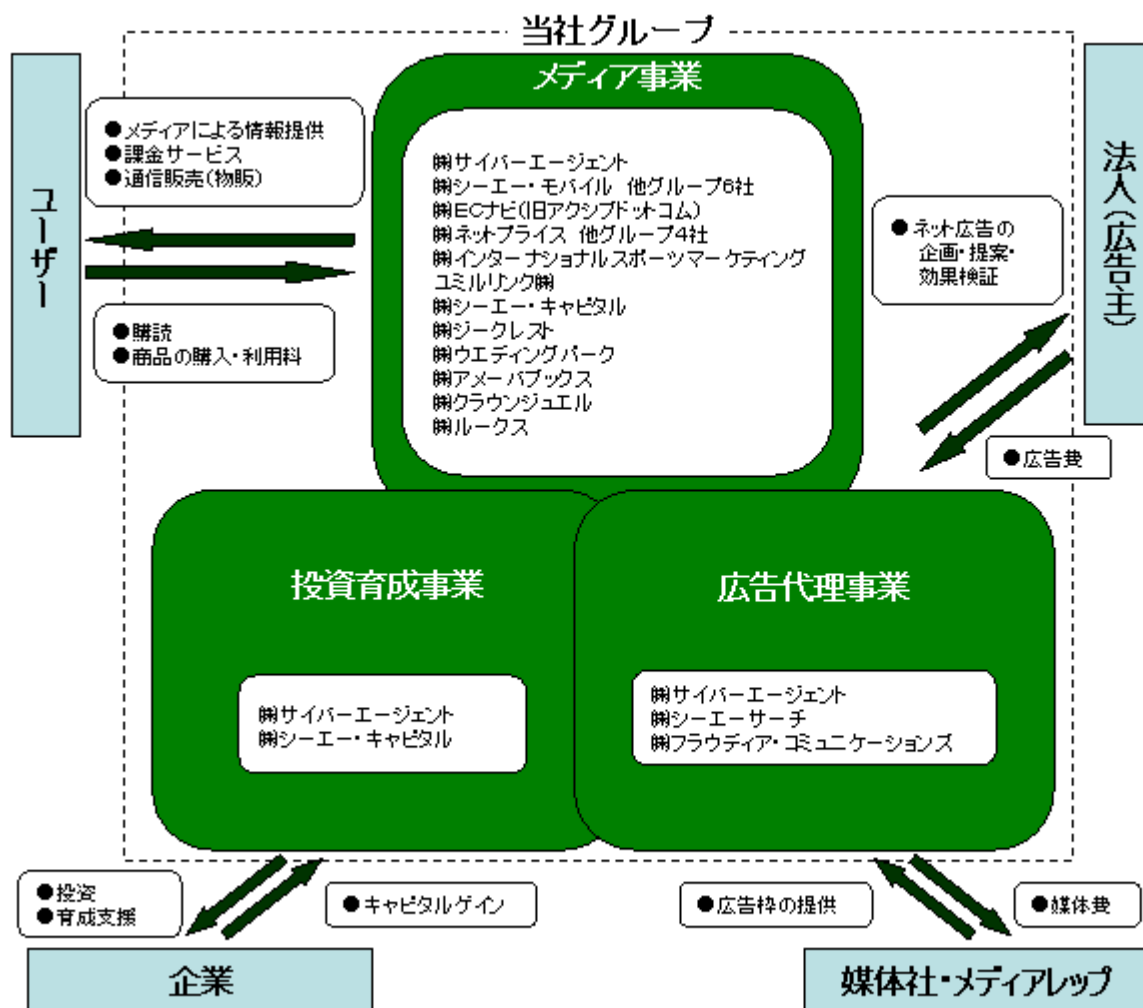 当社グループ
メディア事業
㈱サイバーエージェント
㈱シーエー・モバイル 他グループ6社
㈱ECナビ(旧アクシブドットコム)
㈱ネットプライス 他グループ4社
㈱インターナショナルスポーツマーケティング
ユミルリンク㈱
㈱シーエー・キャピタル
㈱ジークレスト
㈱ウエディングパーク
㈱アメーバブックス
㈱クラウンジュエル
㈱ルークス
ユーザー
●メディアによる情報提供
●課金サービス
●通信販売(物販)
●購読
●商品の購入・利用料
法人(広告主)
●ネット広告の
企画・提案・
効果検証
●広告費
投資育成事業
㈱サイバーエージェント
㈱シーエー・キャピタル
広告代理事業
㈱サイバーエージェント
㈱シーエーサーチ
㈱フラウディア・コミュニケーションズ
●投資
●育成支援
●キャピタルゲイン
●広告枠の提供
●媒体費
企業
媒体社・メディアレップ